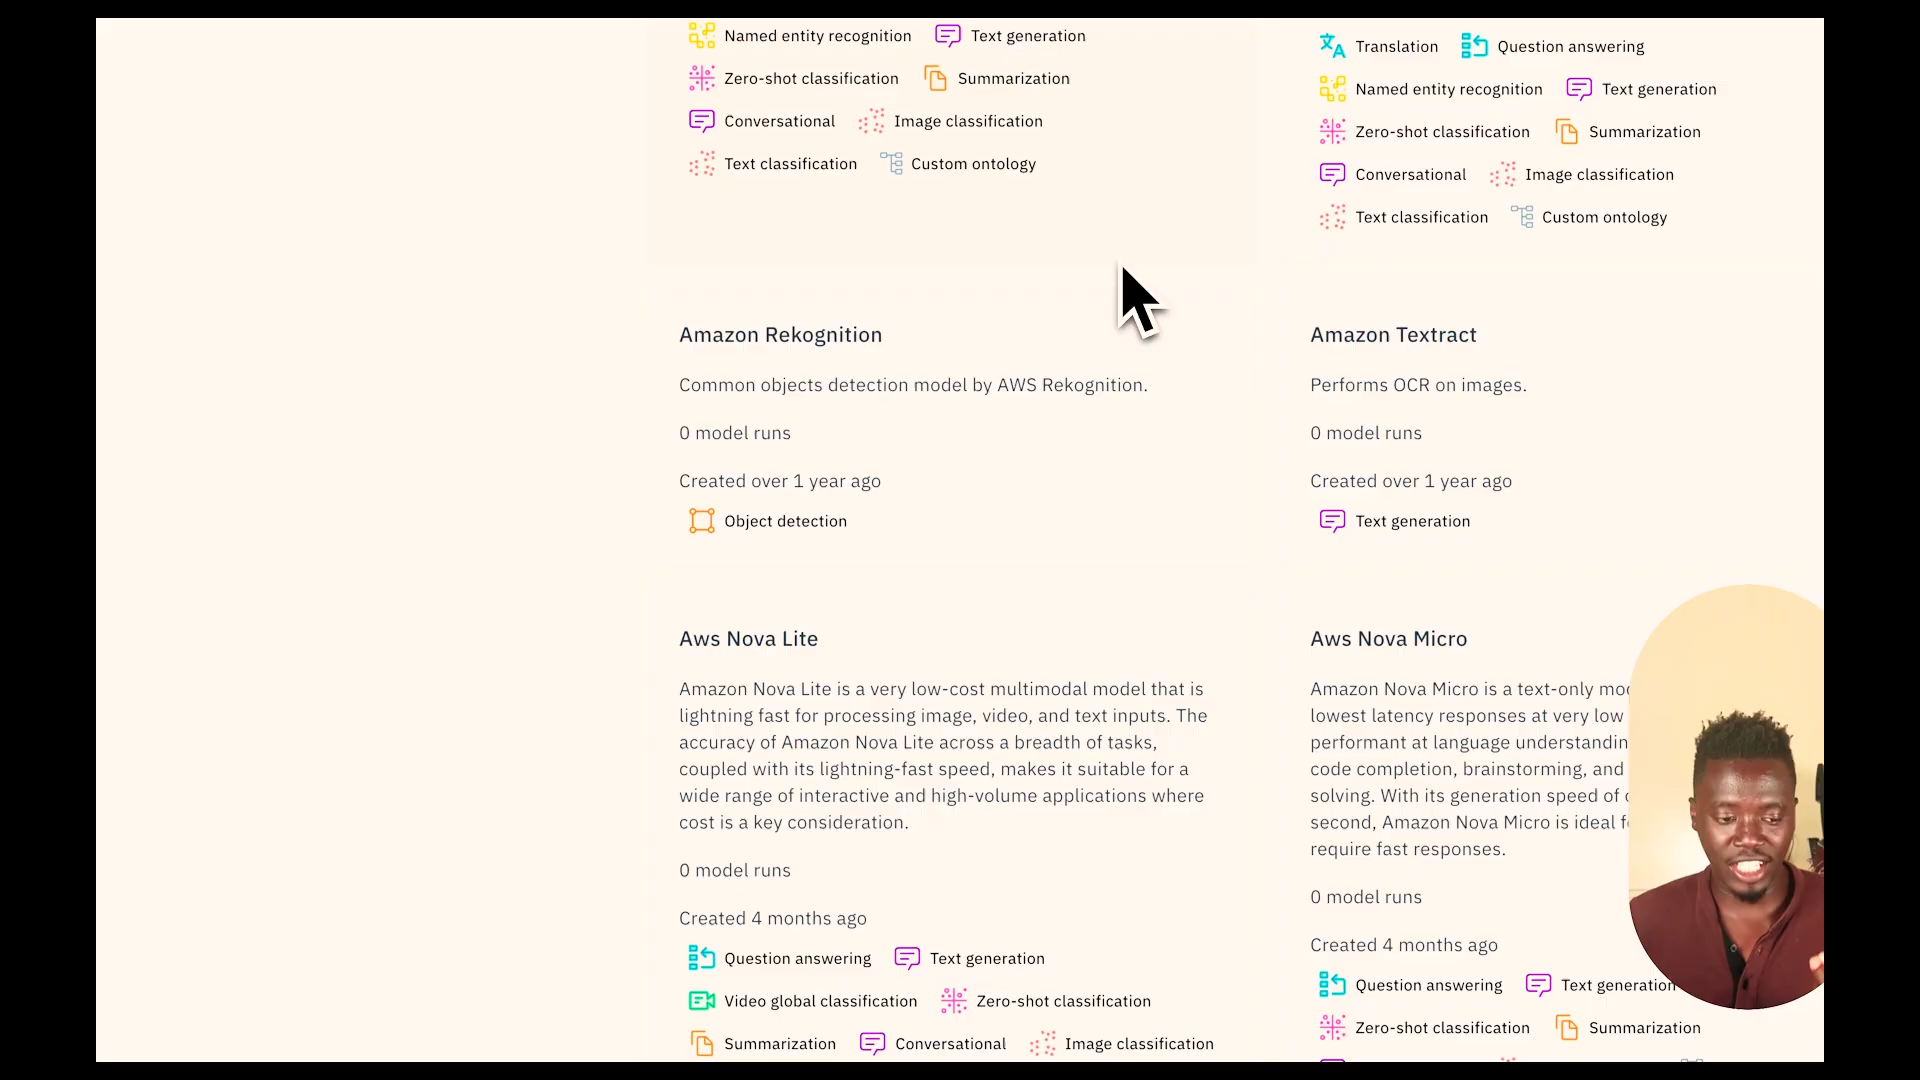 Named entity recognition Text generation
Zero-shot classification Summarization
Conversational Image classification
Text classification Custom ontology
Translation Question answering
Named entity recognition Text generation
Zero-shot classification Summarization
Conversational Image classification
Text classification Custom ontology
Amazon Rekognition
Common objects detection model by AWS Rekognition.
0 model runs
Created over 1 year ago
Object detection
Amazon Textract
Performs OCR on images.
0 model runs
Created over 1 year ago
Text generation
Aws Nova Lite
Amazon Nova Lite is a very low-cost multimodal model that is
lightning fast for processing image, video, and text inputs. The
accuracy of Amazon Nova Lite across a breadth of tasks,
coupled with its lightning-fast speed, makes it suitable for a
wide range of interactive and high-volume applications where
cost is a key consideration.
0 model runs
Created 4 months ago
Question answering Text generation
Video global classification Zero-shot classification
Summarization Conversational Image classification
Aws Nova Micro
Amazon Nova Micro is a text-only
lowest latency responses at very low
performant at language
code completion, brainstorming, and
solving. With its generation speed of
second, Amazon Nova Micro is ideal
require fast responses.
0 model runs
Created 4 months ago
Question answering Text generation
Zero-shot classification Summarization